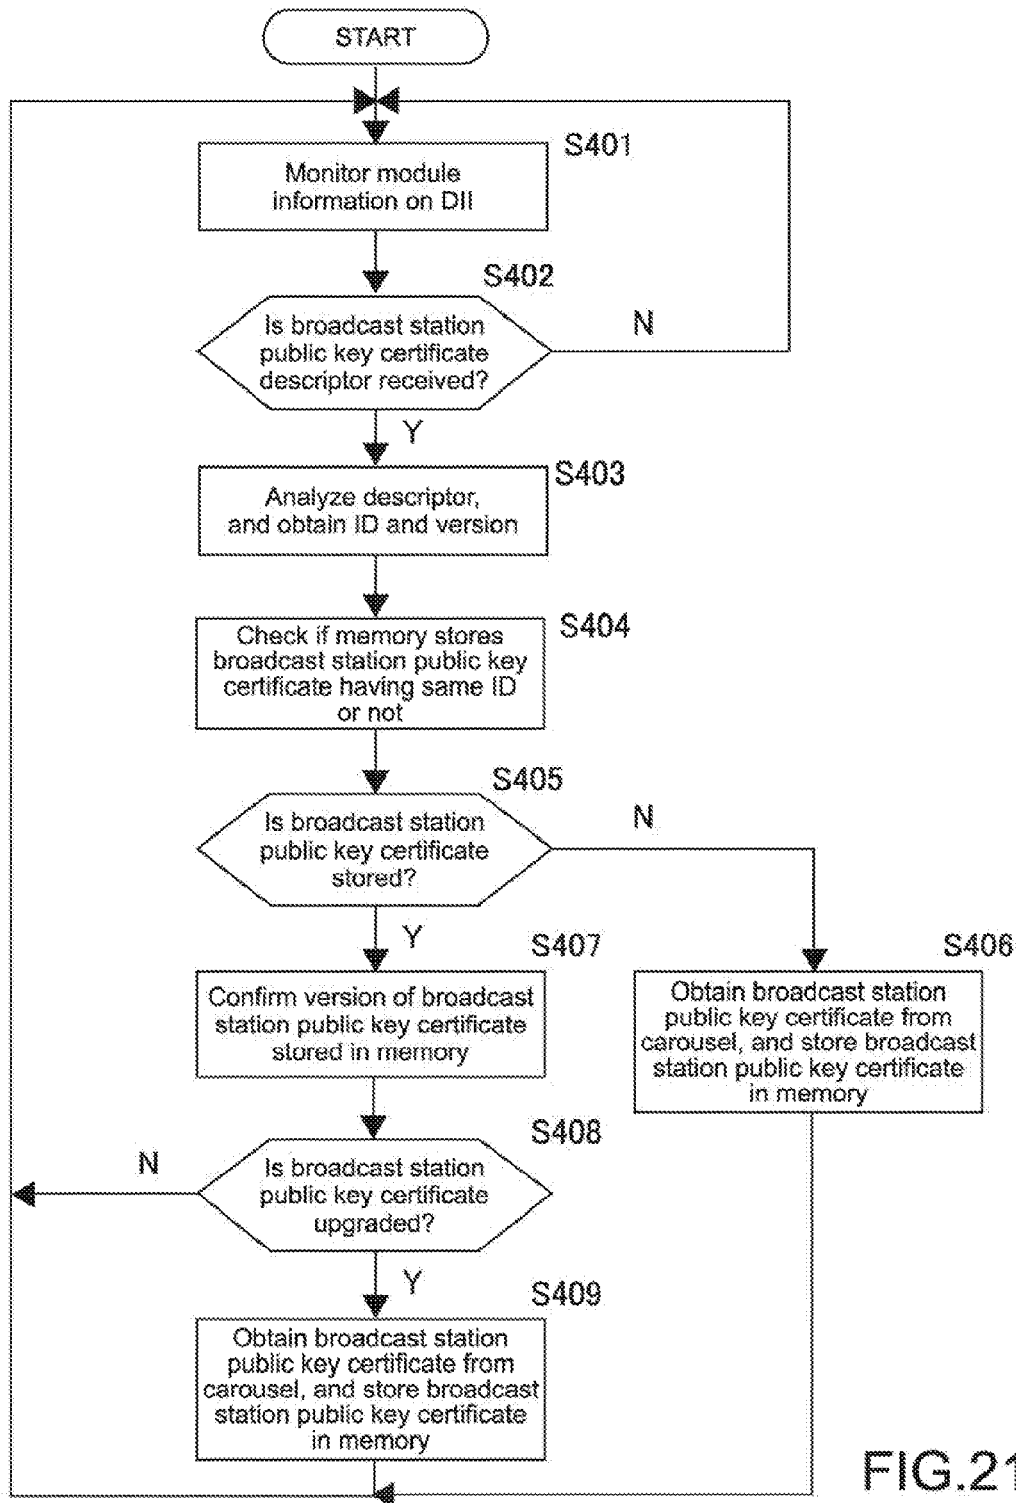 START
S401
Monitor module
information on DII
S402
Is broadcast station
public key certificate
descriptor received?
N
Y
S403
Analyze descriptor,
and obtain ID and version
S404
Check if memory stores
broadcast station public key
certificate having same ID
or not
S405
Is broadcast station
public key certificate
stored?
N
Y
S407
Confirm version of broadcast
station public key certificate
stored in memory
S406
Obtain broadcast station
public key certificate from
carousel, and store broadcast
station public key certificate
in memory
S408
Is broadcast station
public key certificate
upgraded?
N
Y
S409
Obtain broadcast station
public key certificate from
carousel, and store broadcast
station public key certificate
in memory
FIG.21